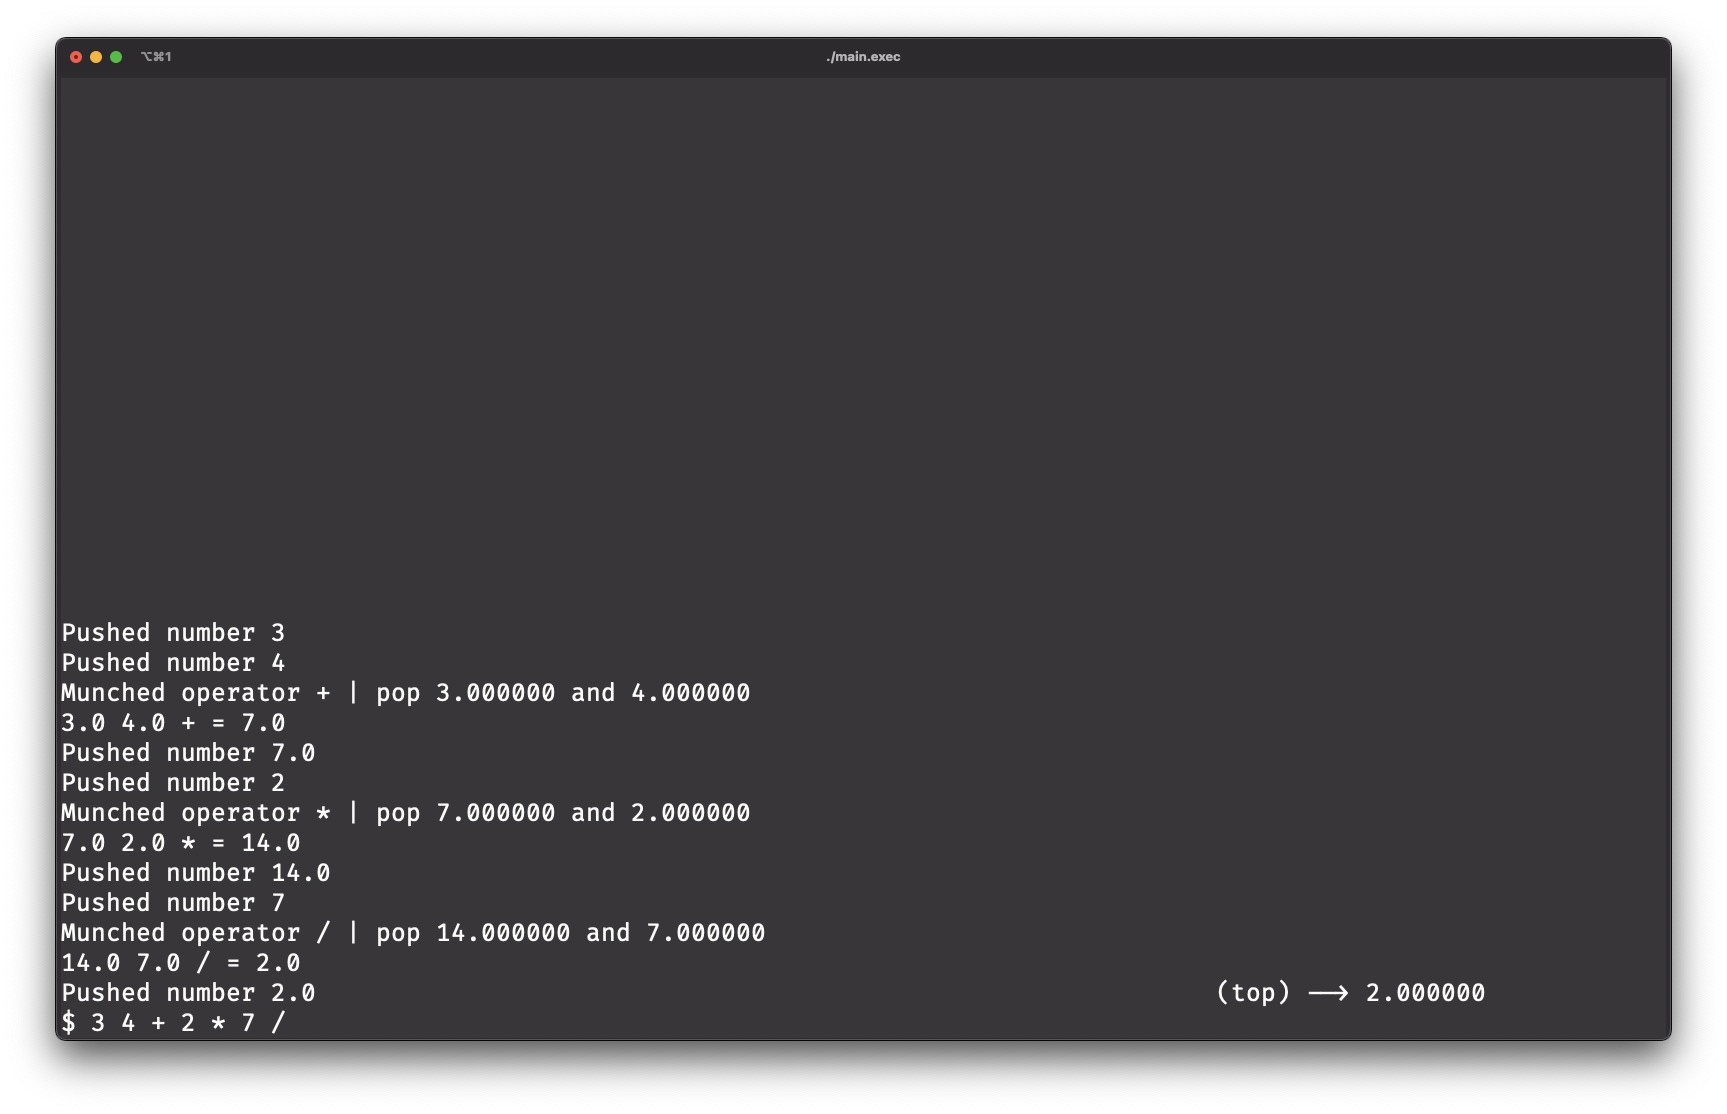 ⌥⌘1
./main.exec
Pushed number 3
Pushed number 4
Munched operator + | pop 3.000000 and 4.000000
3.0 4.0 + = 7.0
Pushed number 7.0
Pushed number 2
Munched operator * | pop 7.000000 and 2.000000
7.0 2.0 * = 14.0
Pushed number 14.0
Pushed number 7
Munched operator / | pop 14.000000 and 7.000000
14.0 7.0 / = 2.0
Pushed number 2.0
(top) ⟶ 2.000000
$ 3 4 + 2 * 7 /